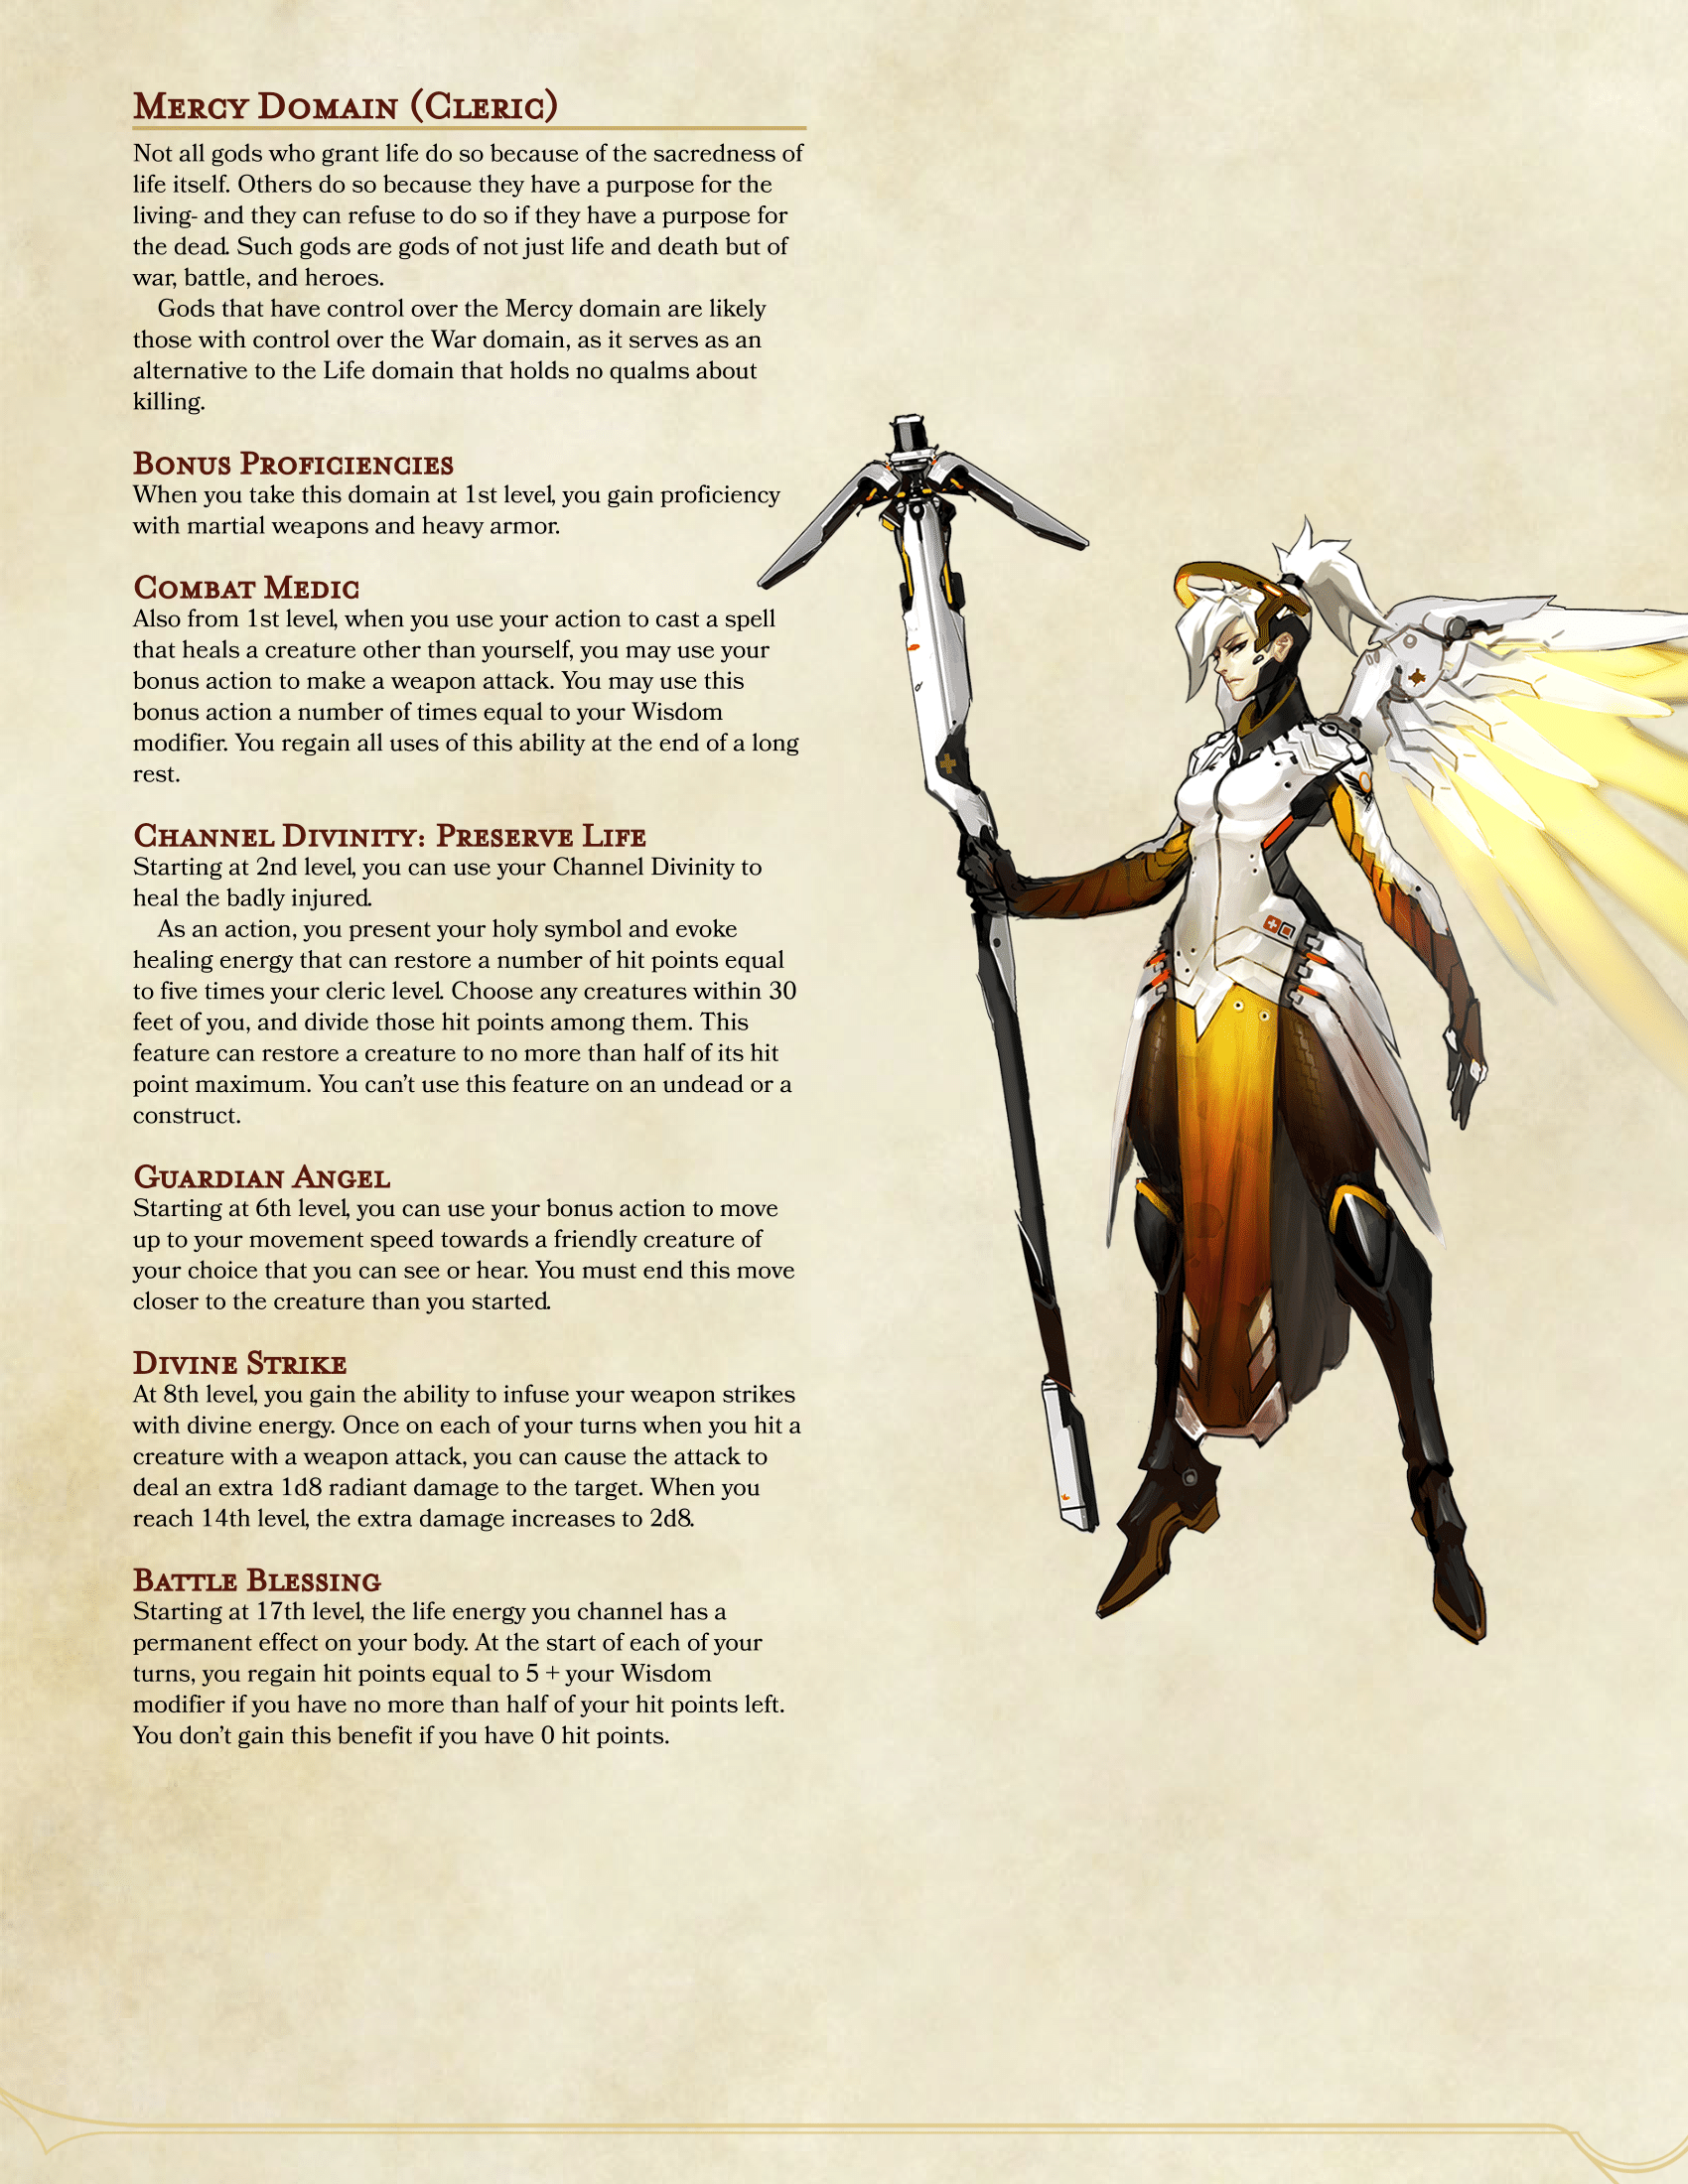 Mercy Domain (Cleric)
Not all gods who grant life do so because of the sacredness of
life itself. Others do so because they have a purpose for the
living- and they can refuse to do so if they have a purpose for
the dead. Such gods are gods of not just life and death but of
war, battle, and heroes.
Gods that have control over the Mercy domain are likely
those with control over the War domain, as it serves as an
alternative to the Life domain that holds no qualms about
killing.
Bonus Proficiencies
When you take this domain at 1st level, you gain proficiency
with martial weapons and heavy armor.
Combat Medic
Also from 1st level, when you use your action to cast a spell
that heals a creature other than yourself, you may use your
bonus action to make a weapon attack. You may use this
bonus action a number of times equal to your Wisdom
modifier. You regain all uses of this ability at the end of a long
rest.
Channel Divinity: Preserve Life
Starting at 2nd level, you can use your Channel Divinity to
heal the badly injured.
As an action, you present your holy symbol and evoke
healing energy that can restore a number of hit points equal
to five times your cleric level. Choose any creatures within 30
feet of you, and divide those hit points among them. This
feature can restore a creature to no more than half of its hit
point maximum. You can't use this feature on an undead or a
construct.
Guardian Angel
Starting at 6th level, you can use your bonus action to move
up to your movement speed towards a friendly creature of
your choice that you can see or hear. You must end this move
closer to the creature than you started.
Divine Strike
At 8th level, you gain the ability to infuse your weapon strikes
with divine energy. Once on each of your turns when you hit a
creature with a weapon attack, you can cause the attack to
deal an extra 1d8 radiant damage to the target. When you
reach 14th level, the extra damage increases to 2d8.
Battle Blessing
Starting at 17th level, the life energy you channel has a
permanent effect on your body. At the start of each of your
turns, you regain hit points equal to 5 + your Wisdom
modifier if you have no more than half of your hit points left.
You don't gain this benefit if you have 0 hit points.